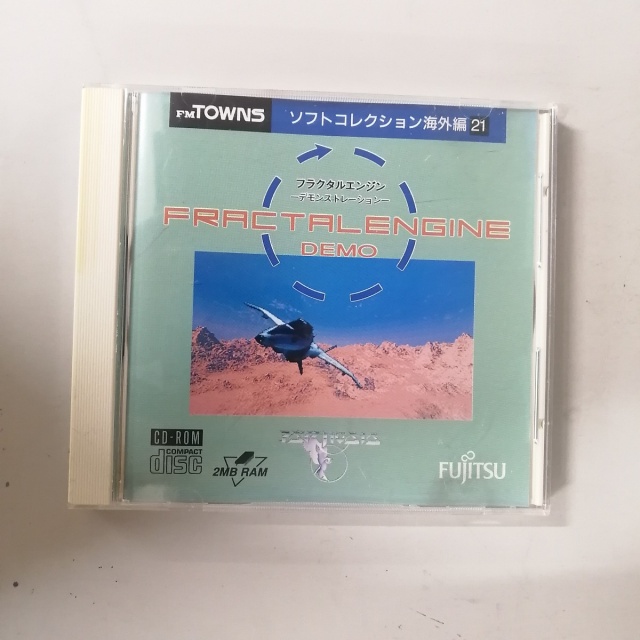 FM TOWNS
ソフトコレクション海外編 21
フラクタルエンジン
—デモンストレーション—
FRACTALENGINE
DEMO
CD-ROM
COMPACT
disc
2MB RAM
FUJITSU